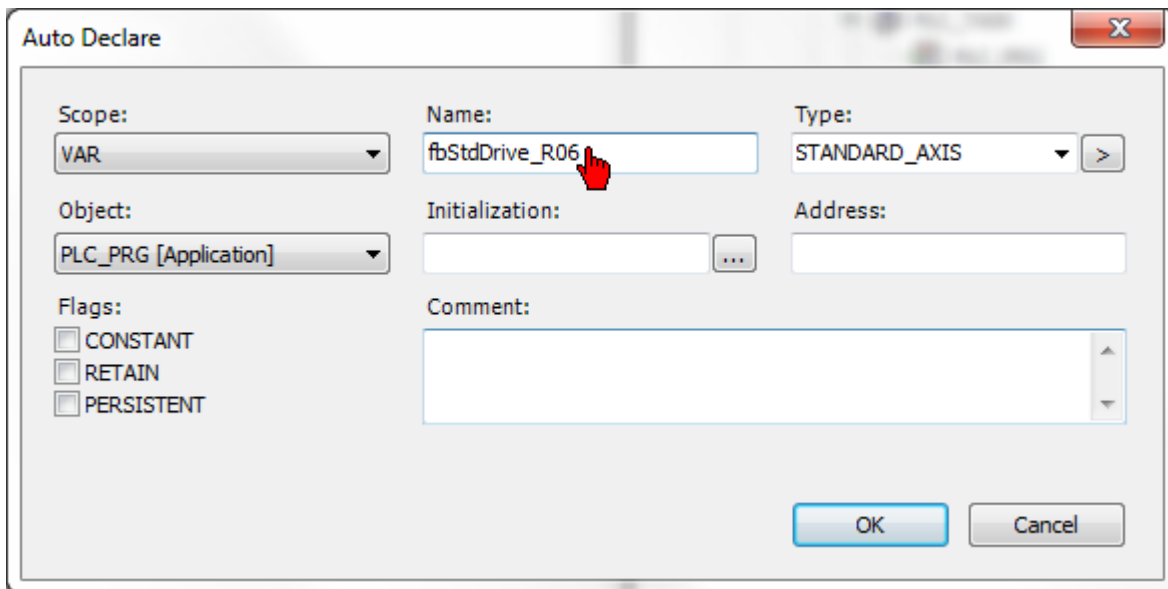 Auto Declare
Scope: Name: Type:
VAR fbStdDrive_R06 STANDARD_AXIS >
Object: Initialization: Address:
PLC_PRG [Application] ...
Flags: Comment:
CONSTANT
RETAIN
PERSISTENT
OK Cancel